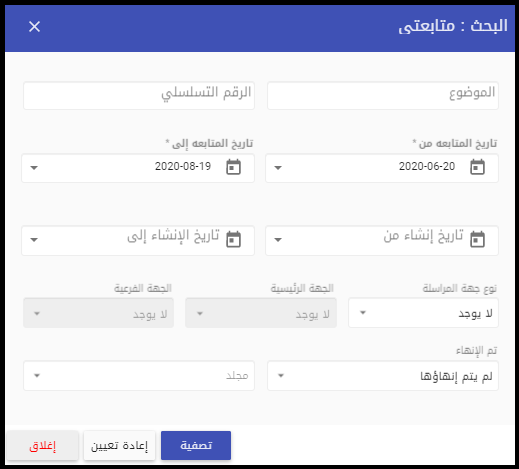 البحث : متابعتي
الموضوع
الرقم التسلسلي
تاريخ المتابعه من *
تاريخ المتابعه إلى *
2020-06-20
2020-08-19
تاريخ إنشاء من
تاريخ الإنشاء إلى
نوع جهة المراسلة
الجهة الرئيسية
الجهة الفرعية
لا يوجد
لا يوجد
لا يوجد
تم الإنهاء
لم يتم إنهاؤها
مجلد
تصفية
إعادة تعيين
إغلاق